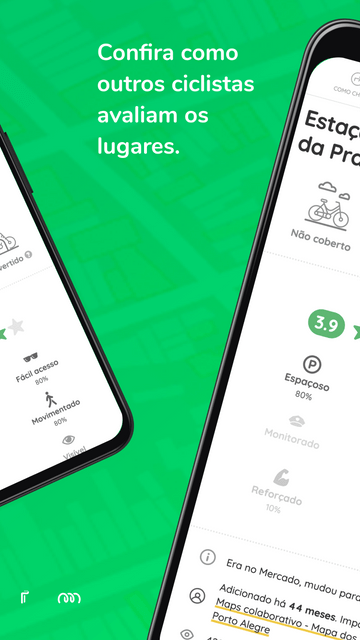 Confira como
outros ciclistas
avaliam os
lugares.
COMO CH
Estaç
da Pra
Não coberto
vertido
3.9
Fácil acesso
80%
Movimentado
80%
Visível
P
Espaçoso
80%
Monitorado
Reforçado
10%
Era no Mercado, mudou para
Adicionado há 44 meses. Impo
Maps colaborativo - Mapa dos
Porto Alegre